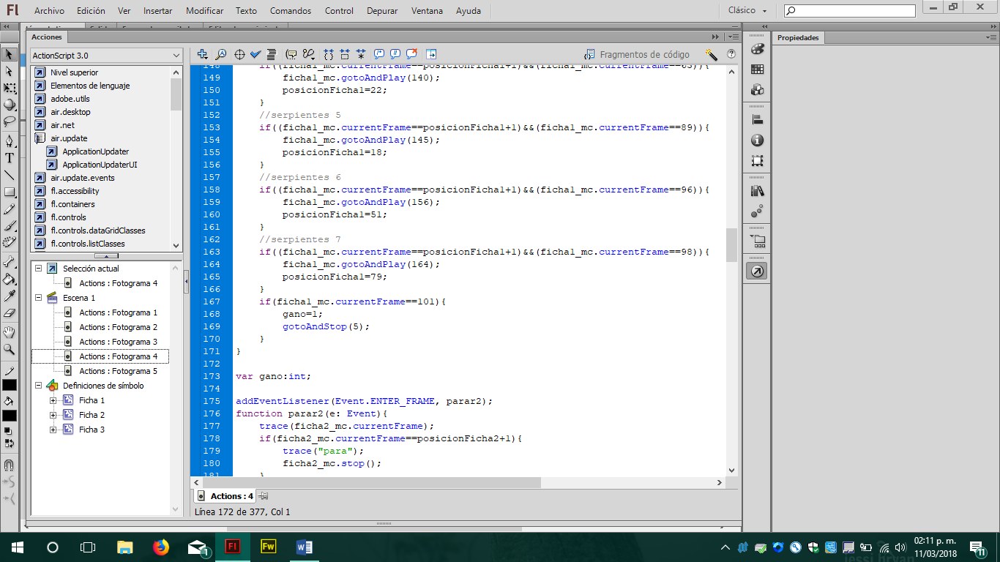 Fl Archivo Edición Ver Insertar Modificar Texto Comandos Control Depurar Ventana Ayuda Clásico
Acciones
Propiedades
ActionScript 3.0
Fragmentos de código
Nivel superior
Elementos de lenguaje
adobe.utils
air.desktop
air.net
air.update
ApplicationUpdater
ApplicationUpdaterUI
air.update.events
fl.accessibility
fl.containers
fl.controls
fl.controls.dataGridClasses
fl.controls.listClasses
Selección actual
Actions : Fotograma 4
Escena 1
Actions : Fotograma 1
Actions : Fotograma 2
Actions : Fotograma 3
Actions : Fotograma 4
Actions : Fotograma 5
Definiciones de símbolo
Ficha 1
Ficha 2
Ficha 3
148 if((ficha1_mc.currentFrame==posicionFicha1+1)&&(ficha1_mc.currentFrame==65)){
149 ficha1_mc.gotoAndPlay(140);
150 posicionFicha1=22;
151 }
152 //serpientes 5
153 if((ficha1_mc.currentFrame==posicionFicha1+1)&&(ficha1_mc.currentFrame==89)){
154 ficha1_mc.gotoAndPlay(145);
155 posicionFicha1=18;
156 }
157 //serpientes 6
158 if((ficha1_mc.currentFrame==posicionFicha1+1)&&(ficha1_mc.currentFrame==96)){
159 ficha1_mc.gotoAndPlay(156);
160 posicionFicha1=51;
161 }
162 //serpientes 7
163 if((ficha1_mc.currentFrame==posicionFicha1+1)&&(ficha1_mc.currentFrame==98)){
164 ficha1_mc.gotoAndPlay(164);
165 posicionFicha1=79;
166 }
167 if(ficha1_mc.currentFrame==101){
168 gano=1;
169 gotoAndStop(5);
170 }
171 }
172
173 var gano:int;
174
175 addEventListener(Event.ENTER_FRAME, parar2);
176 function parar2(e: Event){
177 trace(ficha2_mc.currentFrame);
178 if(ficha2_mc.currentFrame==posicionFicha2+1){
179 trace("para");
180 ficha2_mc.stop();
181 }
Actions : 4
Línea 172 de 377, Col 1
1 Fl Fw W
02:11 p. m.
11/03/2018
11